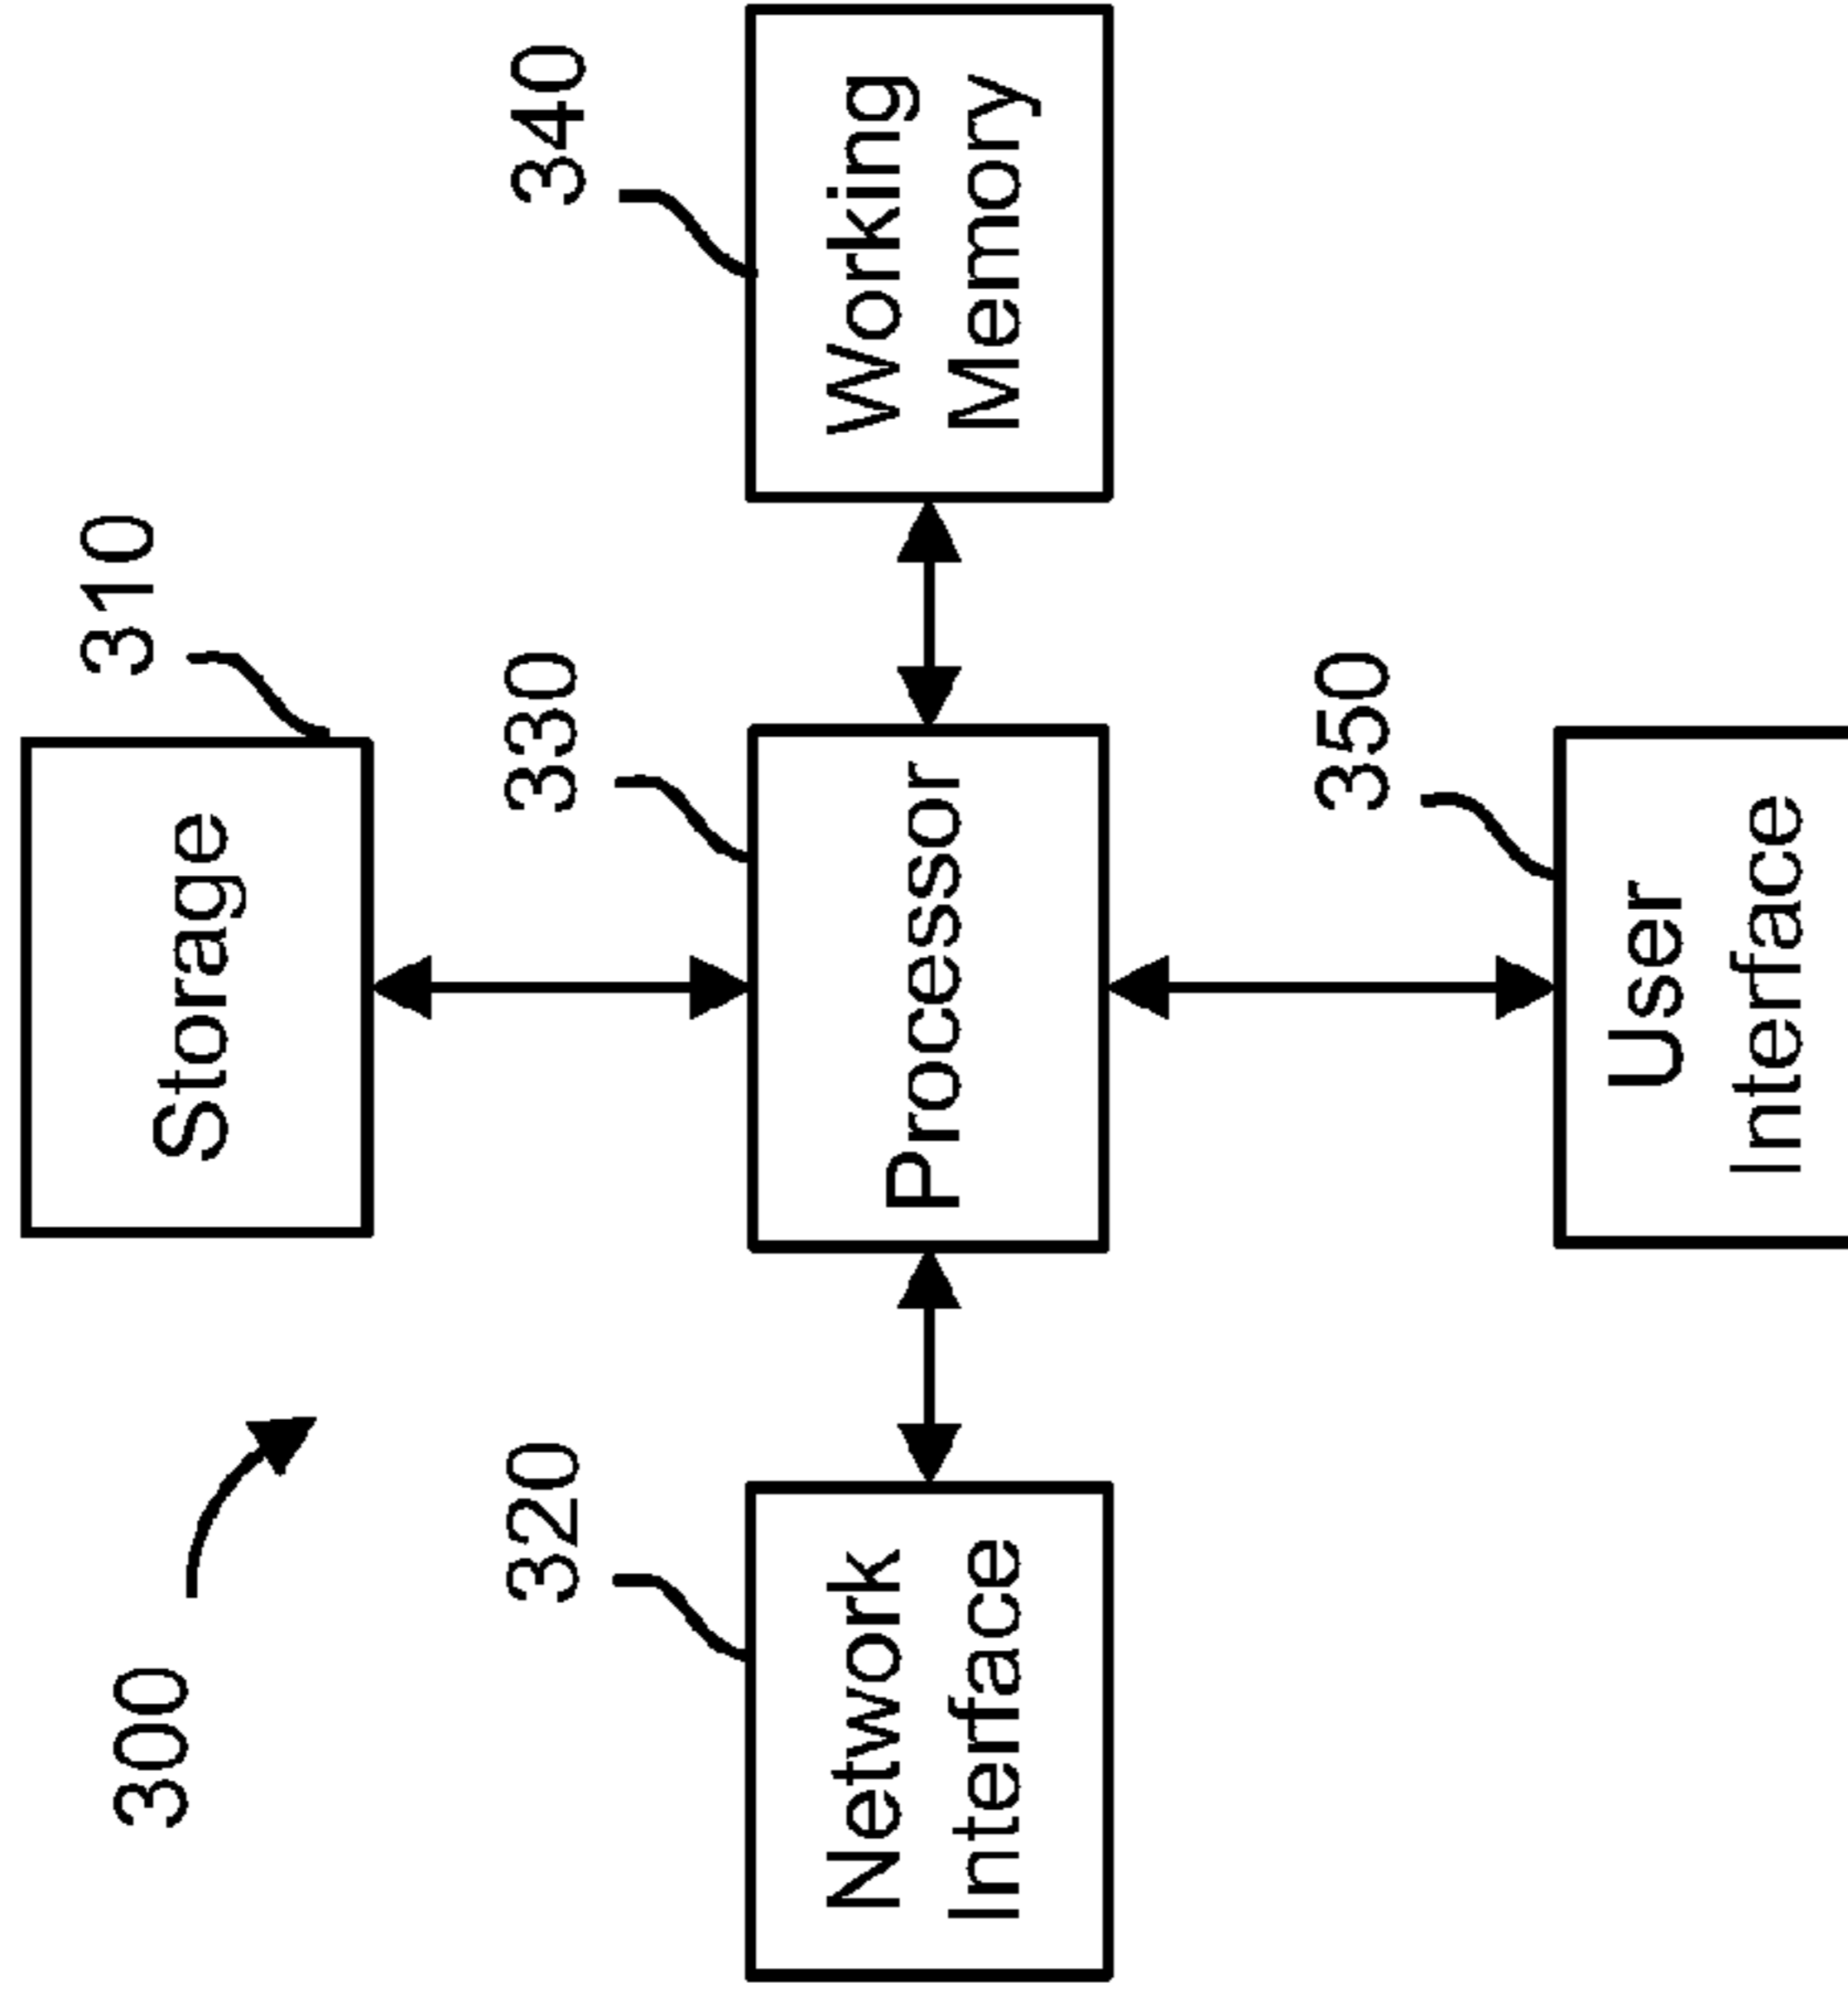 300
310
Storage
320
Network
Interface
330
Processor
340
Working
Memory
350
User
Interface